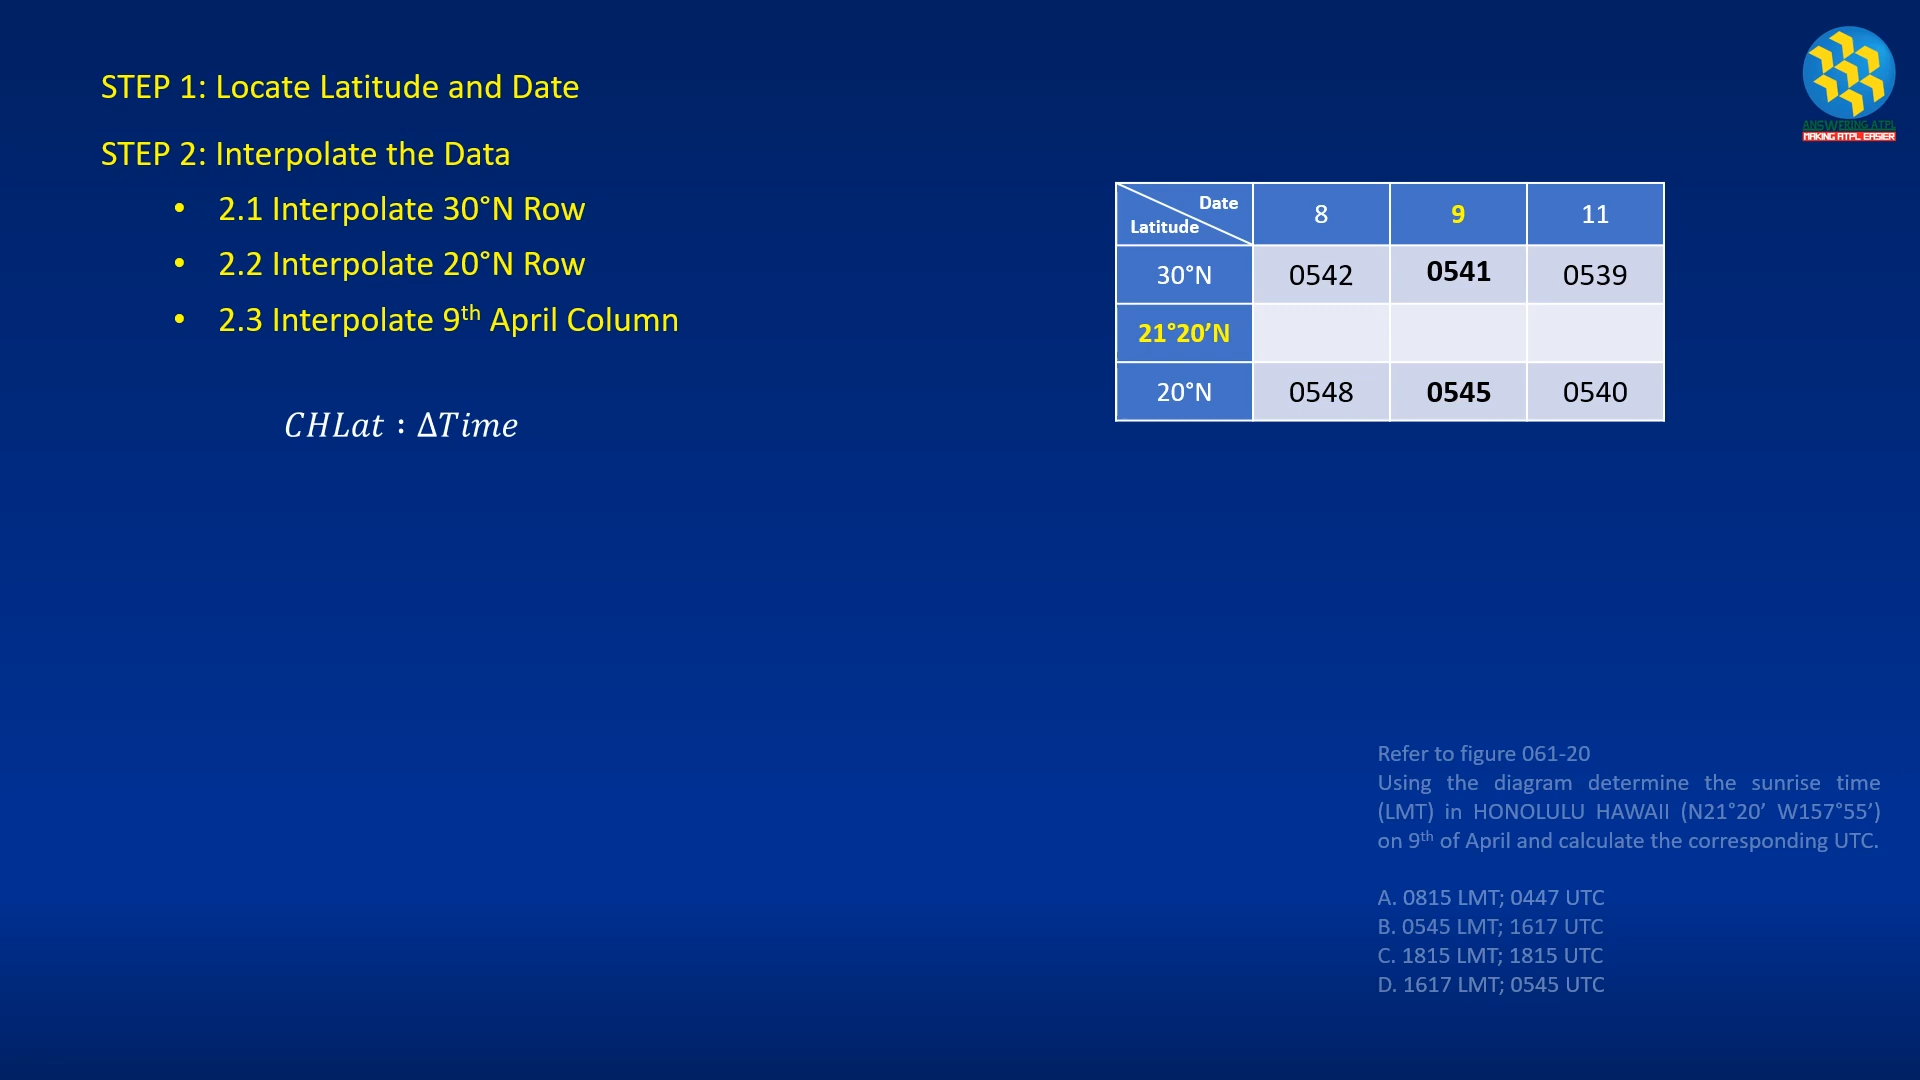 STEP 1: Locate Latitude and Date
STEP 2: Interpolate the Data
• 2.1 Interpolate 30°N Row
• 2.2 Interpolate 20°N Row
• 2.3 Interpolate 9th April Column
CHLat : ΔTime
ANSWERING ATPL
MAKING ATPL EASIER
Date
Latitude
8 9 11
30°N 0542 0541 0539
21°20’N
20°N 0548 0545 0540
Refer to figure 061-20
Using the diagram determine the sunrise time
(LMT) in HONOLULU HAWAII (N21°20’ W157°55’)
on 9th of April and calculate the corresponding UTC.
A. 0815 LMT; 0447 UTC
B. 0545 LMT; 1617 UTC
C. 1815 LMT; 1815 UTC
D. 1617 LMT; 0545 UTC